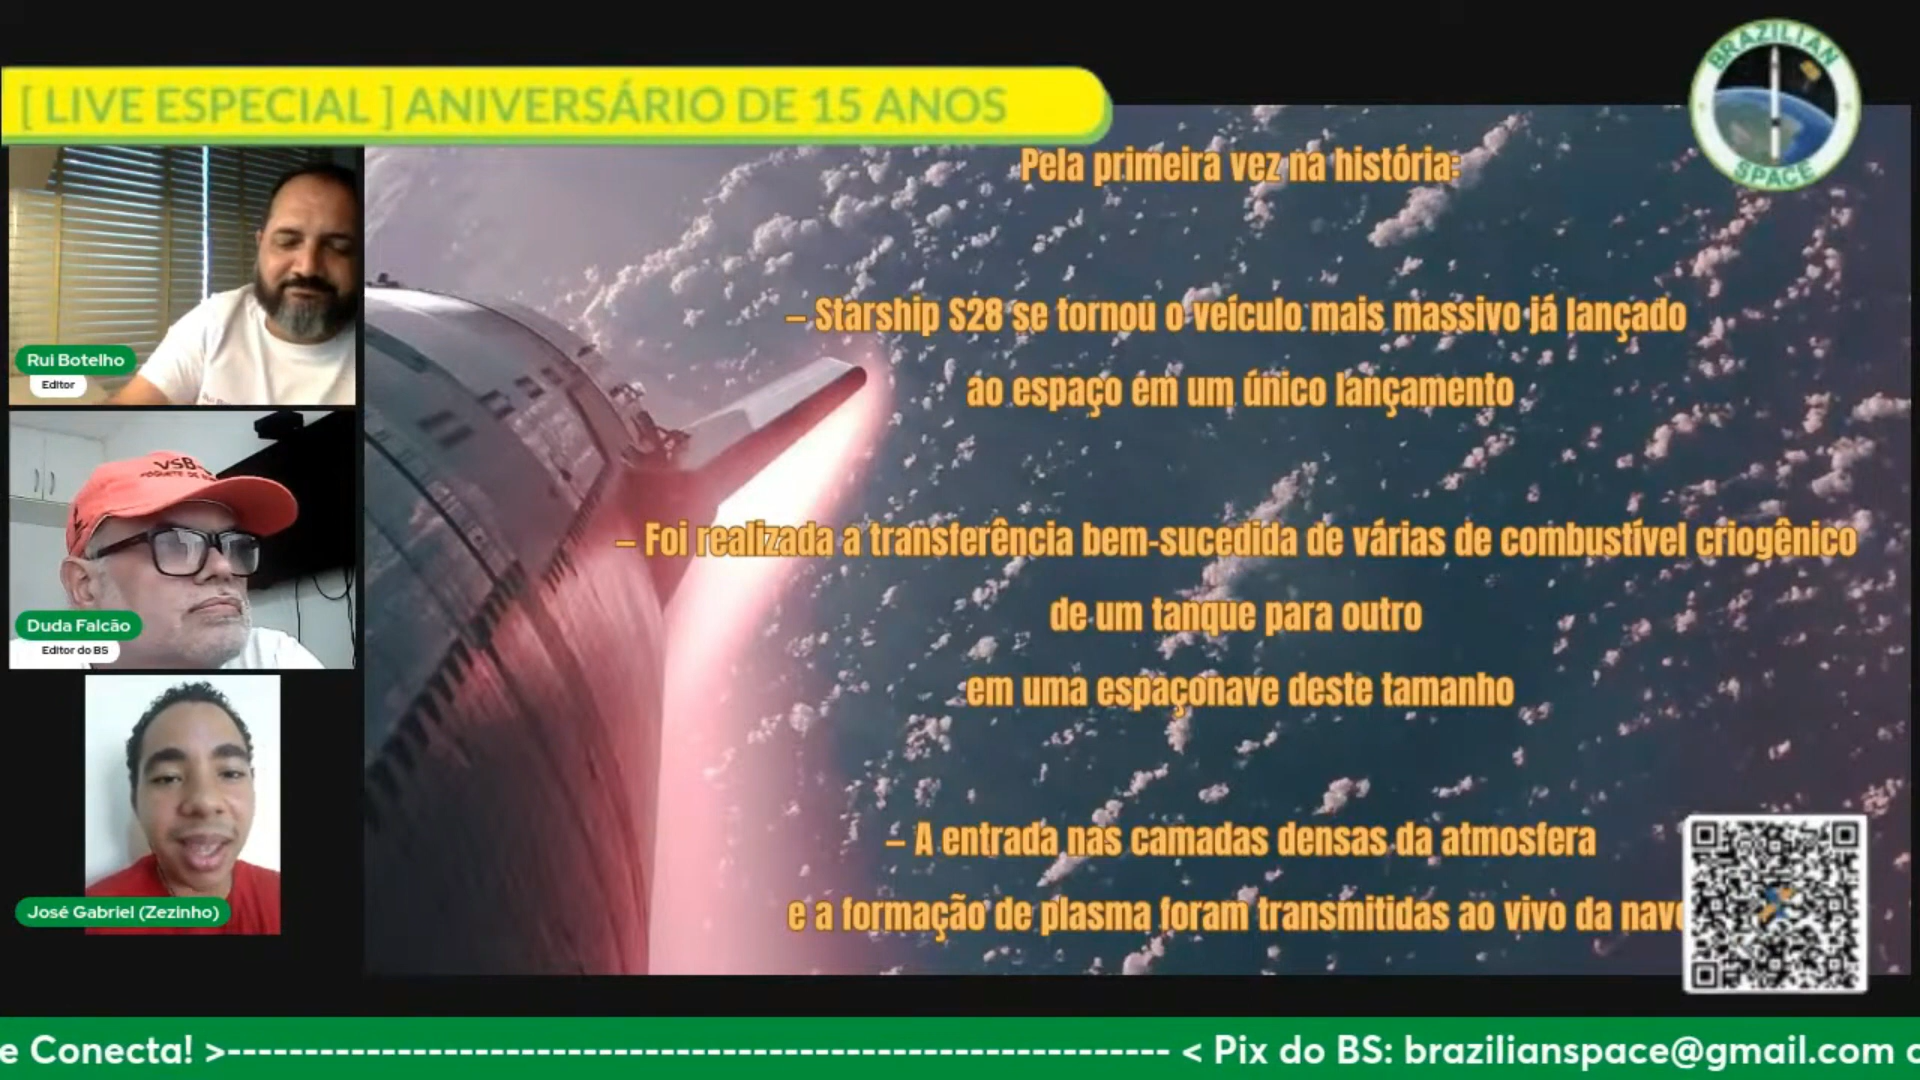 [ LIVE ESPECIAL ] ANIVERSÁRIO DE 15 ANOS
BRAZILIAN
SPACE
Pela primeira vez na história:
– Starship S28 se tornou o veículo mais massivo já lançado
ao espaço em um único lançamento
– Foi realizada a transferência bem-sucedida de várias de combustível criogênico
de um tanque para outro
em uma espaçonave deste tamanho
– A entrada nas camadas densas da atmosfera
e a formação de plasma foram transmitidas ao vivo da nave
Rui Botelho
Editor
VSB-
Duda Falcão
Editor do BS
José Gabriel (Zezinho)
e Conecta! >------------------------------------------------------------- < Pix do BS: brazilianspace@gmail.com